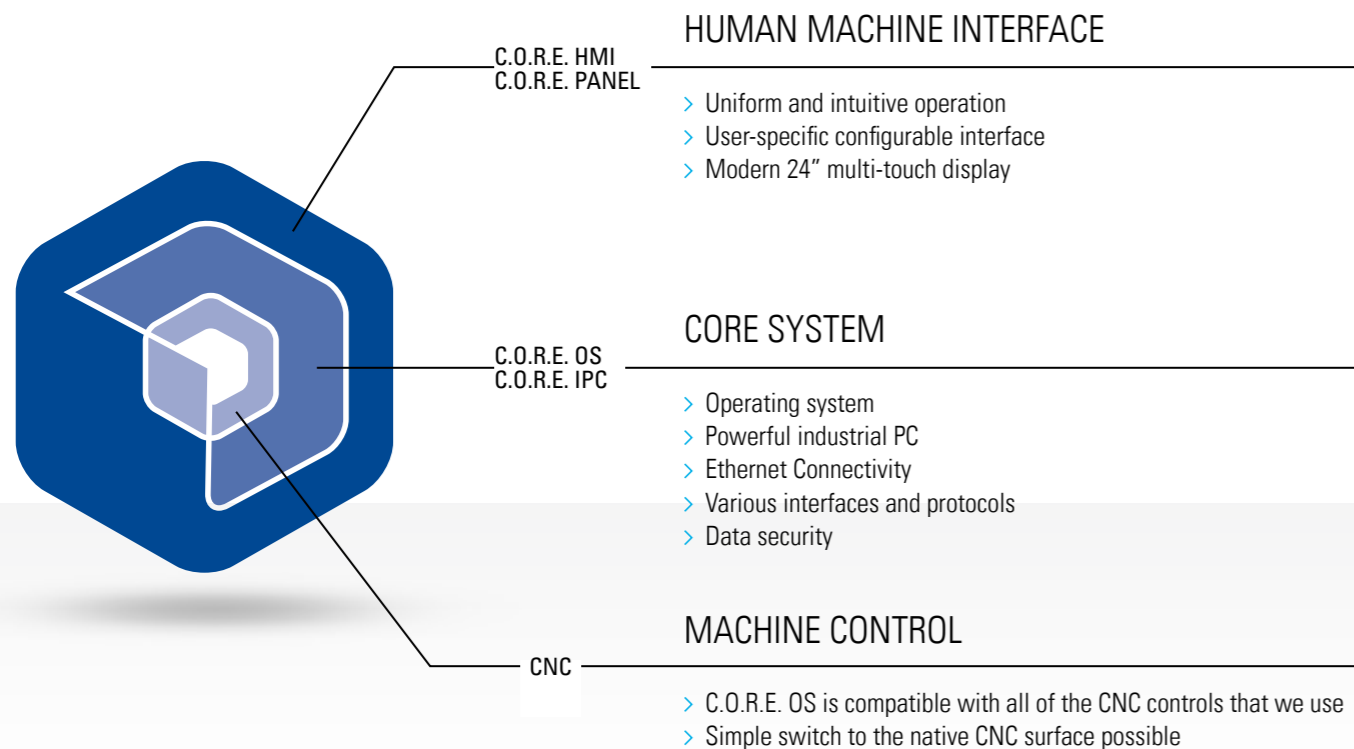 HUMAN MACHINE INTERFACE
C.O.R.E. HMI
C.O.R.E. PANEL
> Uniform and intuitive operation
> User-specific configurable interface
> Modern 24” multi-touch display
CORE SYSTEM
C.O.R.E. OS
C.O.R.E. IPC
> Operating system
> Powerful industrial PC
> Ethernet Connectivity
> Various interfaces and protocols
> Data security
MACHINE CONTROL
CNC
> C.O.R.E. OS is compatible with all of the CNC controls that we use
> Simple switch to the native CNC surface possible